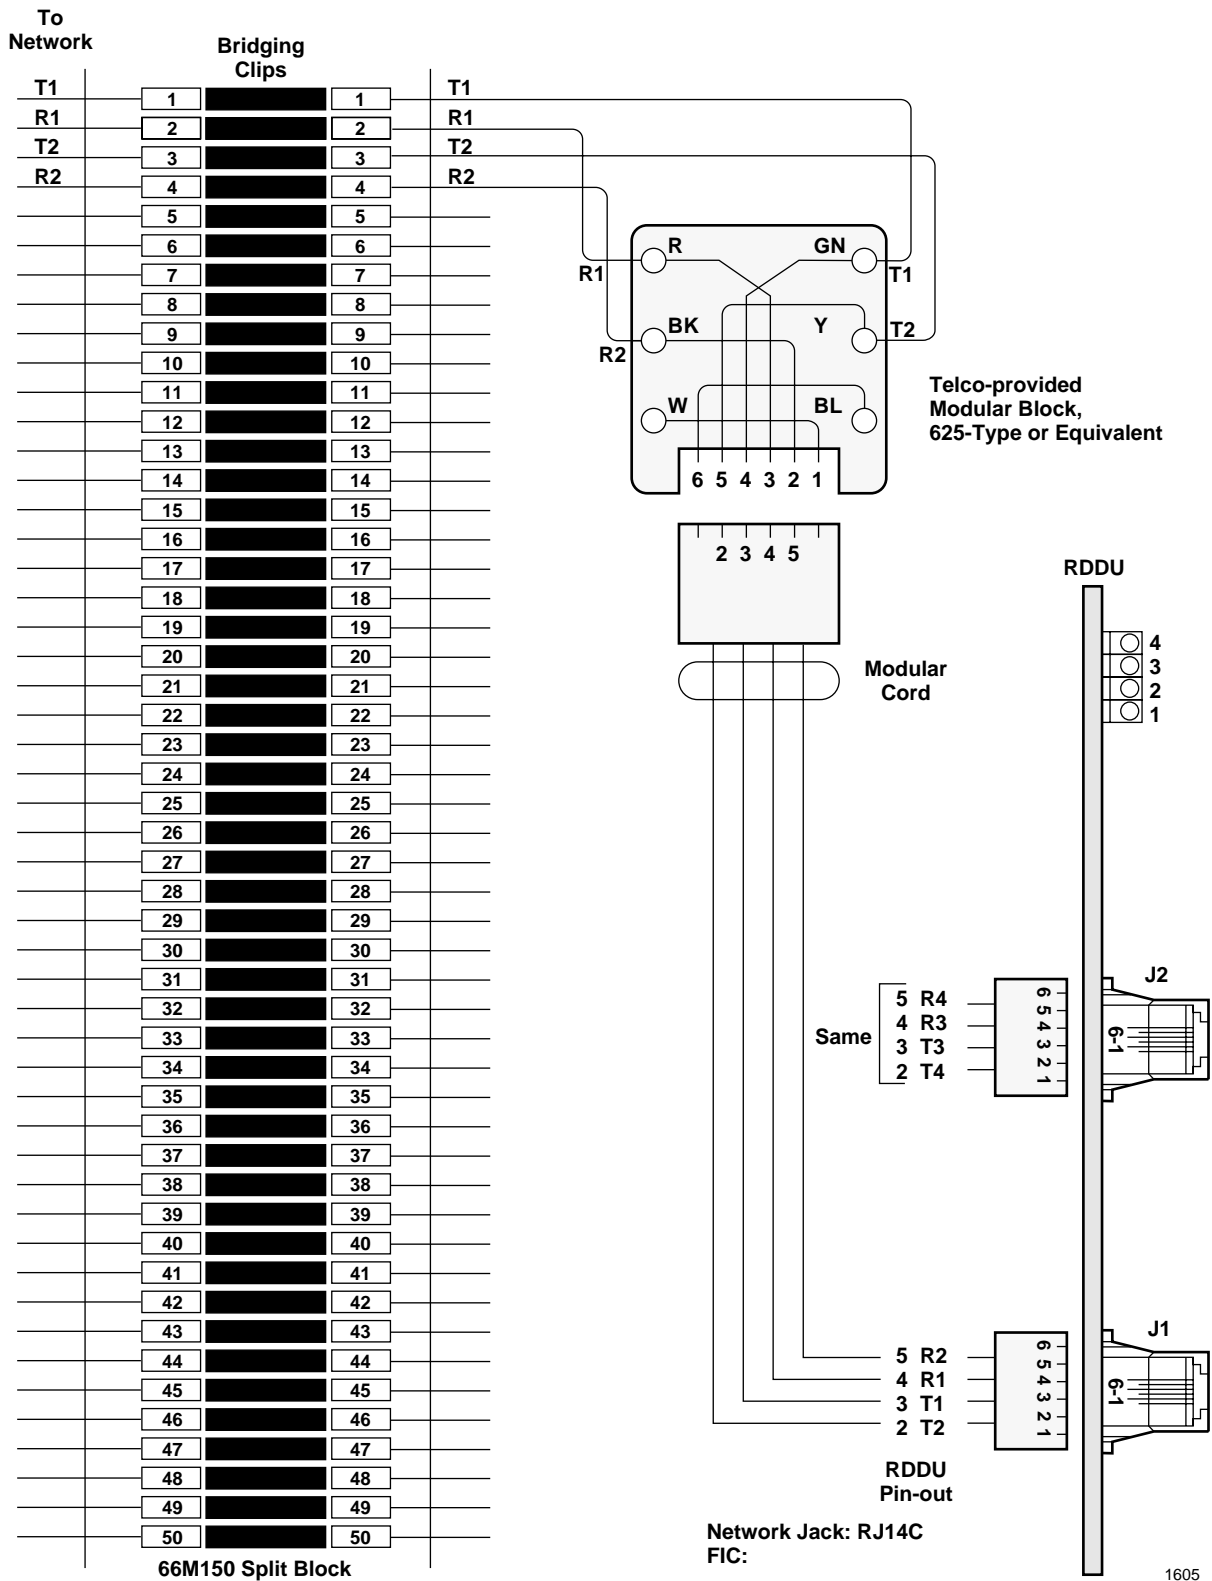 To
Network
Bridging
Clips
T1
R1
T2
R2
T1
R1
T2
R2
1 1
2 2
3 3
4 4
5 5
6 6
7 7
8 8
9 9
10 10
11 11
12 12
13 13
14 14
15 15
16 16
17 17
18 18
19 19
20 20
21 21
22 22
23 23
24 24
25 25
26 26
27 27
28 28
29 29
30 30
31 31
32 32
33 33
34 34
35 35
36 36
37 37
38 38
39 39
40 40
41 41
42 42
43 43
44 44
45 45
46 46
47 47
48 48
49 49
50 50
66M150 Split Block
R GN
R1 T1
BK Y T2
R2
W BL
6 5 4 3 2 1
Telco-provided
Modular Block,
625-Type or Equivalent
2 3 4 5
Modular
Cord
RDDU
4
3
2
1
J2
Same
5 R4
4 R3
3 T3
2 T4
6 5 4 3 2 1
6-1
J1
5 R2
4 R1
3 T1
2 T2
6 5 4 3 2 1
6-1
RDDU
Pin-out
Network Jack: RJ14C
FIC:
1605